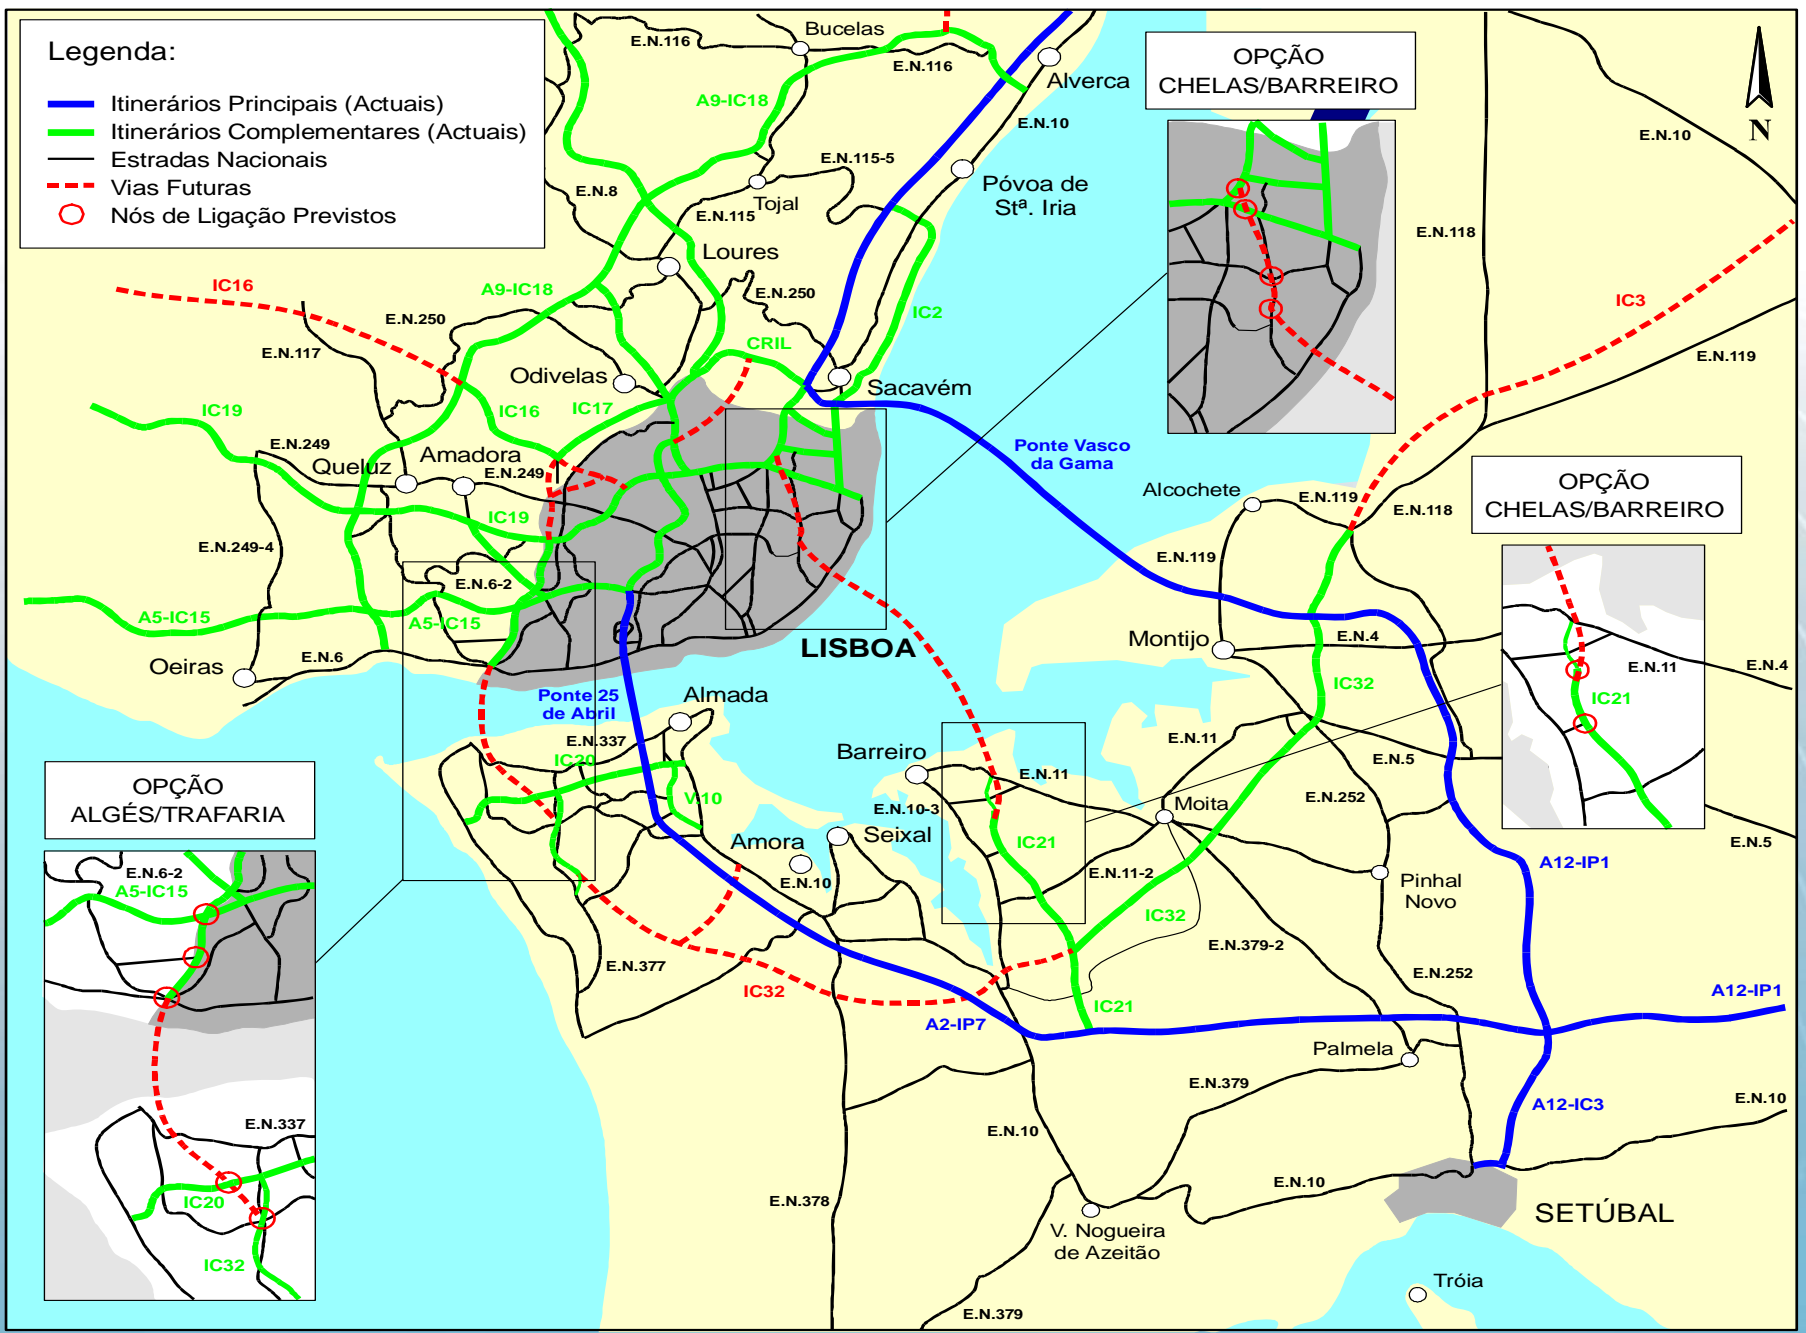 Legenda:
Itinerários Principais (Actuais)
Itinerários Complementares (Actuais)
Estradas Nacionais
Vias Futuras
Nós de Ligação Previstos
Bucelas
E.N.116
E.N.116
Alverca
A9-IC18
E.N.10
E.N.115-5
E.N.8
Póvoa de
Stª. Iria
Tojal
E.N.115
Loures
IC16
A9-IC18
E.N.250
E.N.250
IC2
E.N.117
CRIL
Odivelas
Sacavém
IC19
IC16
IC17
E.N.249
Queluz
Amadora
E.N.249
IC19
E.N.249-4
E.N.6-2
A5-IC15
A5-IC15
Oeiras
E.N.6
LISBOA
Ponte Vasco
da Gama
OPÇÃO
CHELAS/BARREIRO
N
E.N.10
E.N.118
IC3
E.N.119
Alcochete
E.N.119
E.N.118
E.N.119
OPÇÃO
CHELAS/BARREIRO
E.N.11
E.N.4
IC21
Montijo
E.N.4
IC32
Ponte 25
de Abril
Almada
E.N.337
IC20
V.10
Barreiro
E.N.11
E.N.11
E.N.5
E.N.10-3
Moita
E.N.252
Amora
Seixal
IC21
E.N.5
E.N.10
E.N.11-2
A12-IP1
Pinhal
Novo
IC32
E.N.379-2
E.N.377
IC32
E.N.252
A12-IP1
IC21
A2-IP7
Palmela
E.N.379
A12-IC3
E.N.10
E.N.10
E.N.378
E.N.10
V. Nogueira
de Azeitão
SETÚBAL
Tróia
E.N.379
OPÇÃO
ALGÉS/TRAFARIA
E.N.6-2
A5-IC15
E.N.337
IC20
IC32